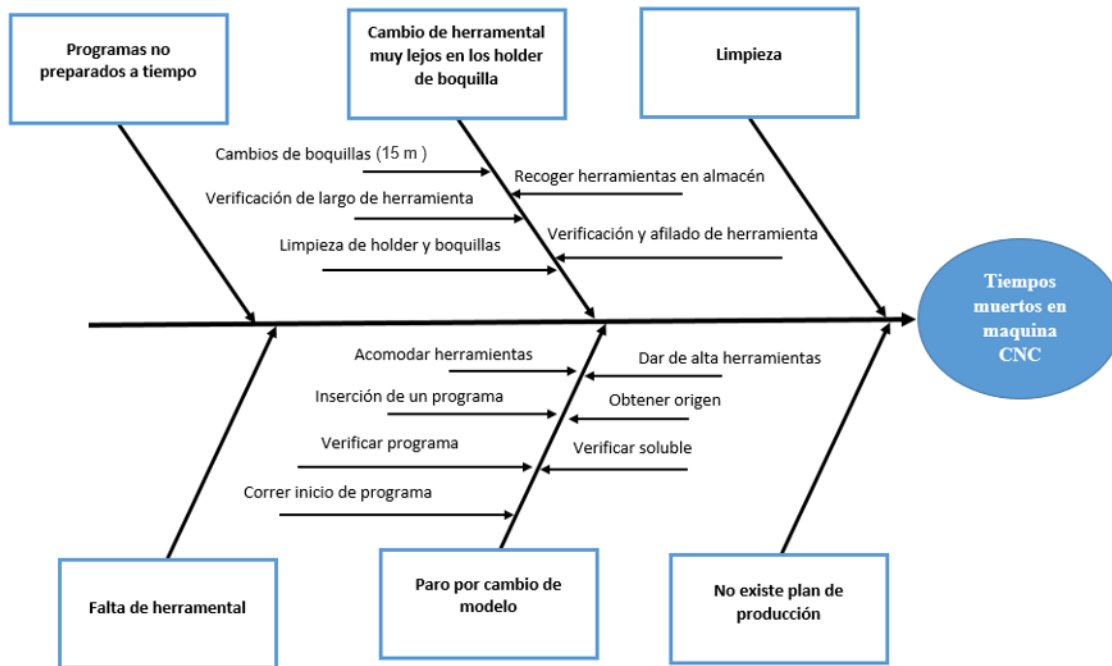 Programas no
preparados a tiempo
Cambio de herramental
muy lejos en los holder
de boquilla
Limpieza
Cambios de boquillas (15 m )
Recoger herramientas en almacén
Verificación de largo de herramienta
Verificación y afilado de herramienta
Limpieza de holder y boquillas
Tiempos
muertos en
maquina
CNC
Acomodar herramientas
Dar de alta herramientas
Inserción de un programa
Obtener origen
Verificar programa
Verificar soluble
Correr inicio de programa
Falta de herramental
Paro por cambio de
modelo
No existe plan de
producción